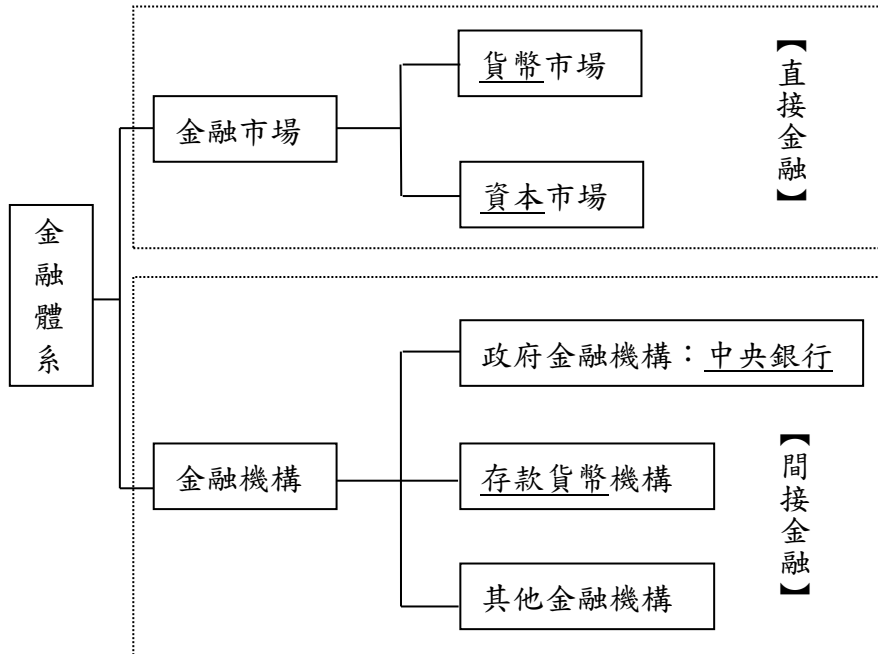 金融體系
金融市場
貨幣市場
資本市場
【直接金融】
金融機構
政府金融機構：中央銀行
存款貨幣機構
其他金融機構
【間接金融】